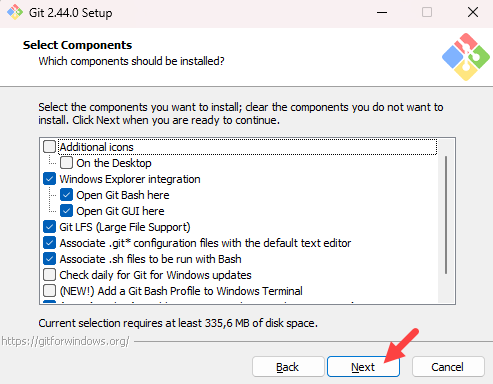 Git 2.44.0 Setup
Select Components
Which components should be installed?
Select the components you want to install; clear the components you do not want to
install. Click Next when you are ready to continue.
Additional icons
On the Desktop
Windows Explorer integration
Open Git Bash here
Open Git GUI here
Git LFS (Large File Support)
Associate .git* configuration files with the default text editor
Associate .sh files to be run with Bash
Check daily for Git for Windows updates
(NEW!) Add a Git Bash Profile to Windows Terminal
Current selection requires at least 335,6 MB of disk space.
https://gitforwindows.org/
Back
Next
Cancel